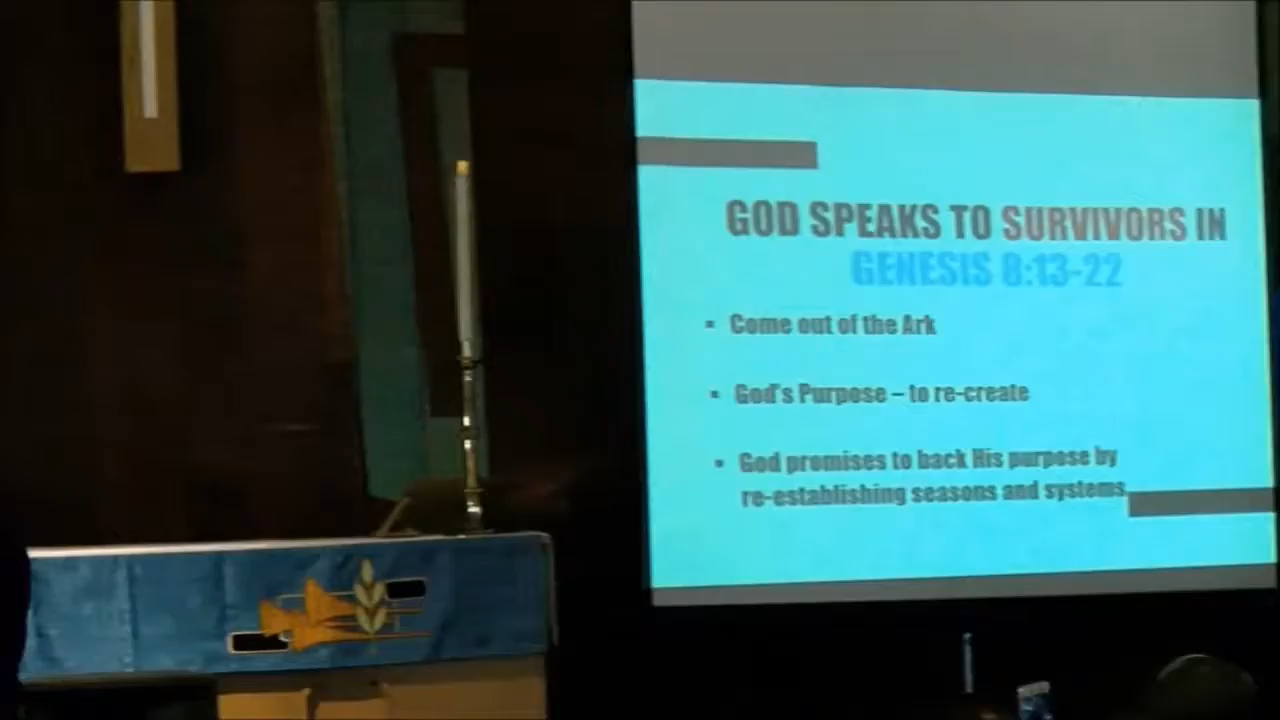 GOD SPEAKS TO SURVIVORS IN
GENESIS 8:13-22
▪ Come out of the Ark
▪ God's Purpose – to re-create
▪ God promises to back His purpose by
re-establishing seasons and systems